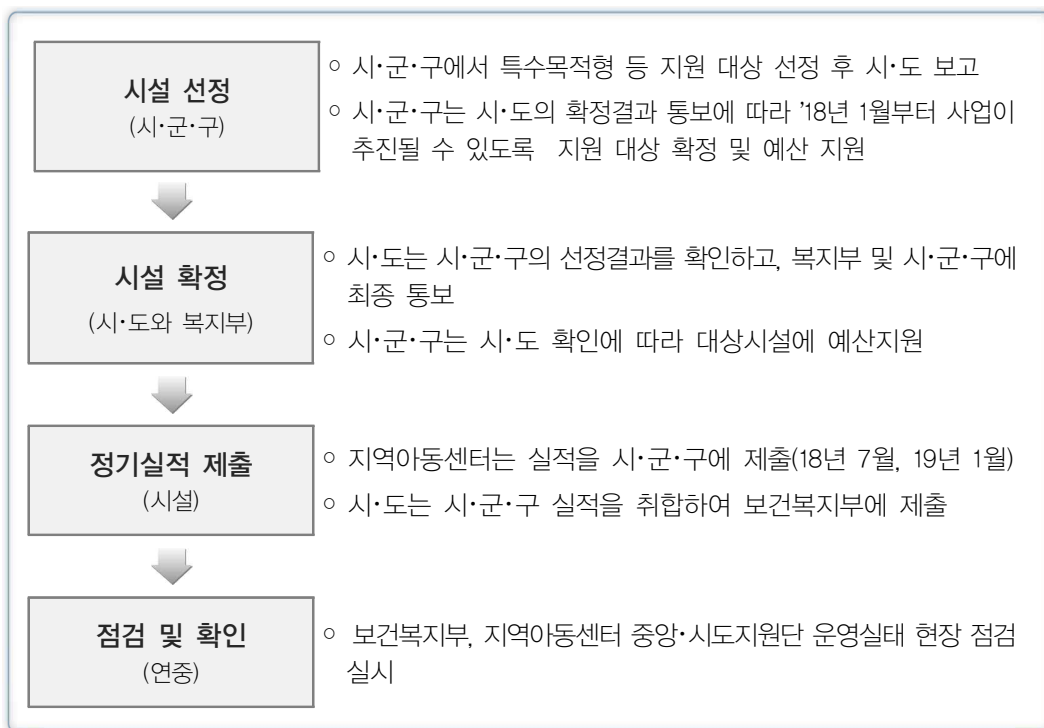 시설 선정
(시·군·구)
○ 시·군·구에서 특수목적형 등 지원 대상 선정 후 시·도 보고
○ 시·군·구는 시·도의 확정결과 통보에 따라 '18년 1월부터 사업이
추진될 수 있도록 지원 대상 확정 및 예산 지원
시설 확정
(시·도와 복지부)
○ 시·도는 시·군·구의 선정결과를 확인하고, 복지부 및 시·군·구에
최종 통보
○ 시·군·구는 시·도 확인에 따라 대상시설에 예산지원
정기실적 제출
(시설)
○ 지역아동센터는 실적을 시·군·구에 제출(18년 7월, 19년 1월)
○ 시·도는 시·군·구 실적을 취합하여 보건복지부에 제출
점검 및 확인
(연중)
○ 보건복지부, 지역아동센터 중앙·시도지원단 운영실태 현장 점검
실시